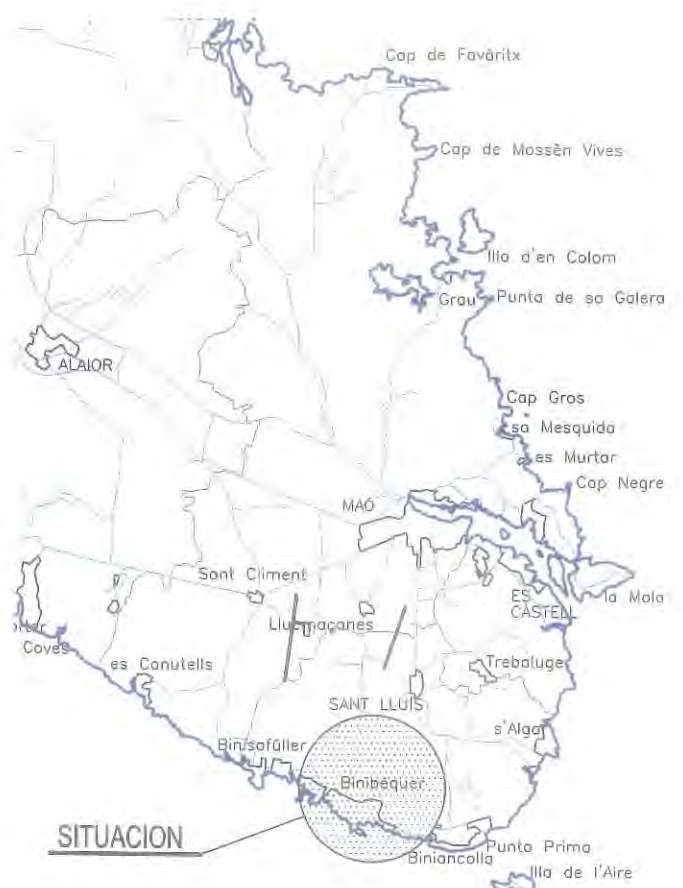 Cap de Favàritx
Cap de Mossèn Vives
Illa d'en Colom
Grau
Punta de sa Galera
ALAIOR
Cap Gros
sa Mesquida
es Murtar
Cap Negre
MAÓ
Sant Climent
ES
CASTELL
la Mola
Llucmaçanes
Coves
es Canutells
Trebaluger
SANT LLUIS
s'Algar
Binisafúller
Binibèquer
SITUACION
Punta Prima
Biniancolla
Illa de l'Aire